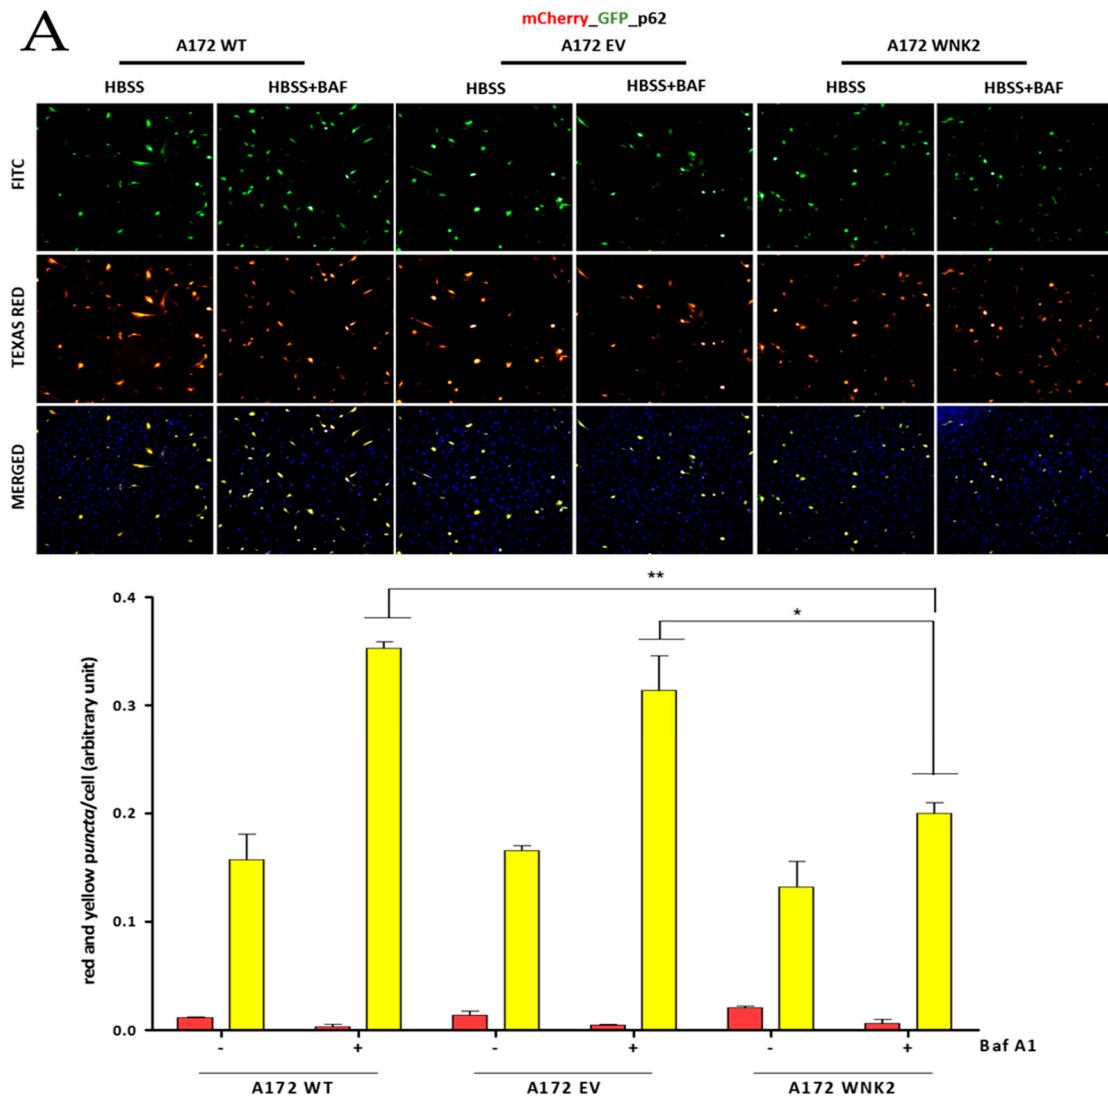 A
mCherry_GFP_p62
A172 WT
A172 EV
A172 WNK2
HBSS
HBSS+BAF
HBSS
HBSS+BAF
HBSS
HBSS+BAF
FITC
TEXAS RED
MERGED
red and yellow puncta/cell (arbitrary unit)
0.4
0.3
0.2
0.1
0.0
**
*
- + - + - + Baf A1
A172 WT
A172 EV
A172 WNK2